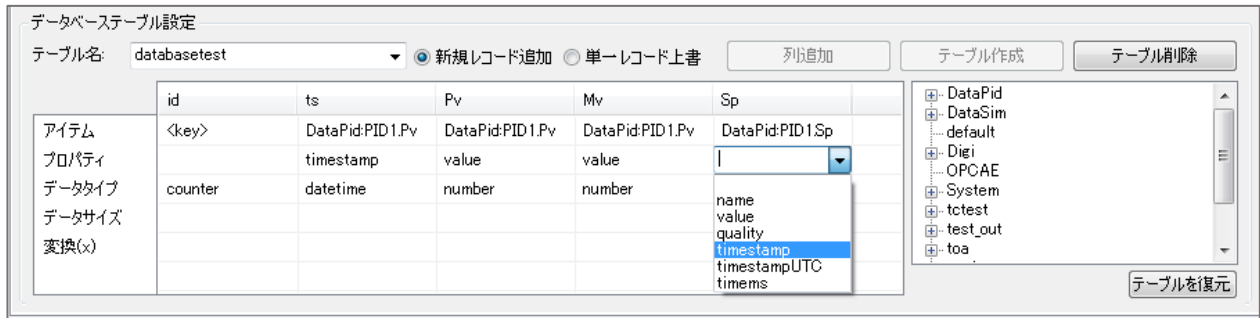 データベーステーブル設定
テーブル名: databasetest 新規レコード追加 単一レコード上書 列追加 テーブル作成 テーブル削除
id ts Pv Mv Sp
アイテム <key> DataPid:PID1.Pv DataPid:PID1.Pv DataPid:PID1.Pv DataPid:PID1.Sp
プロパティ timestamp value value
データタイプ counter datetime number number
データサイズ
変換(x)
name
value
quality
timestamp
timestampUTC
timems
DataPid
DataSim
default
Digi
OPCAE
System
tctest
test_out
toa
テーブルを復元